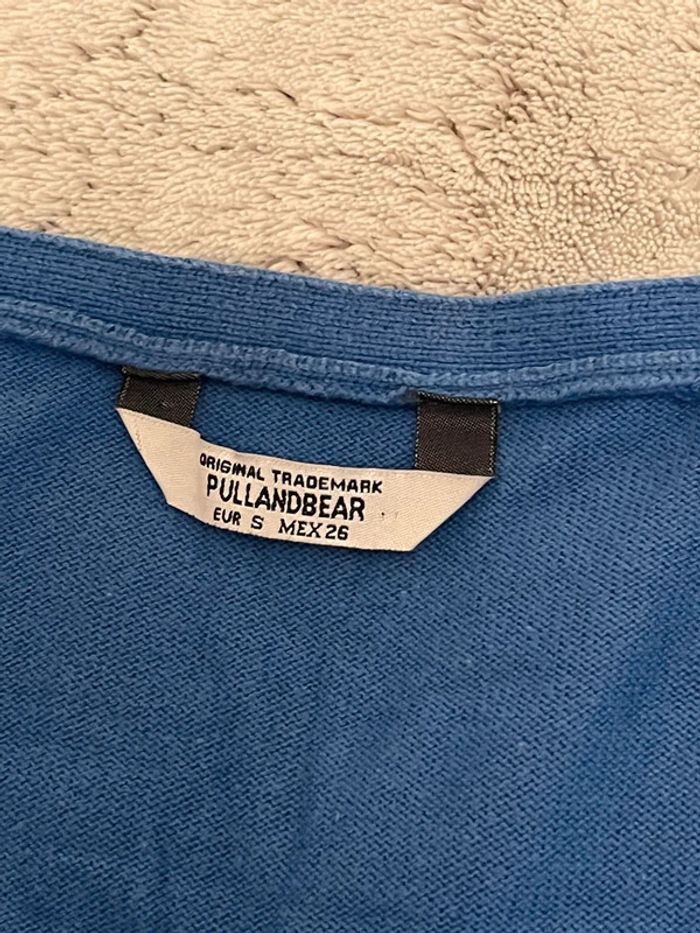 ORIGINAL TRADEMARK
PULLANDBEAR
EUR S MEX 26